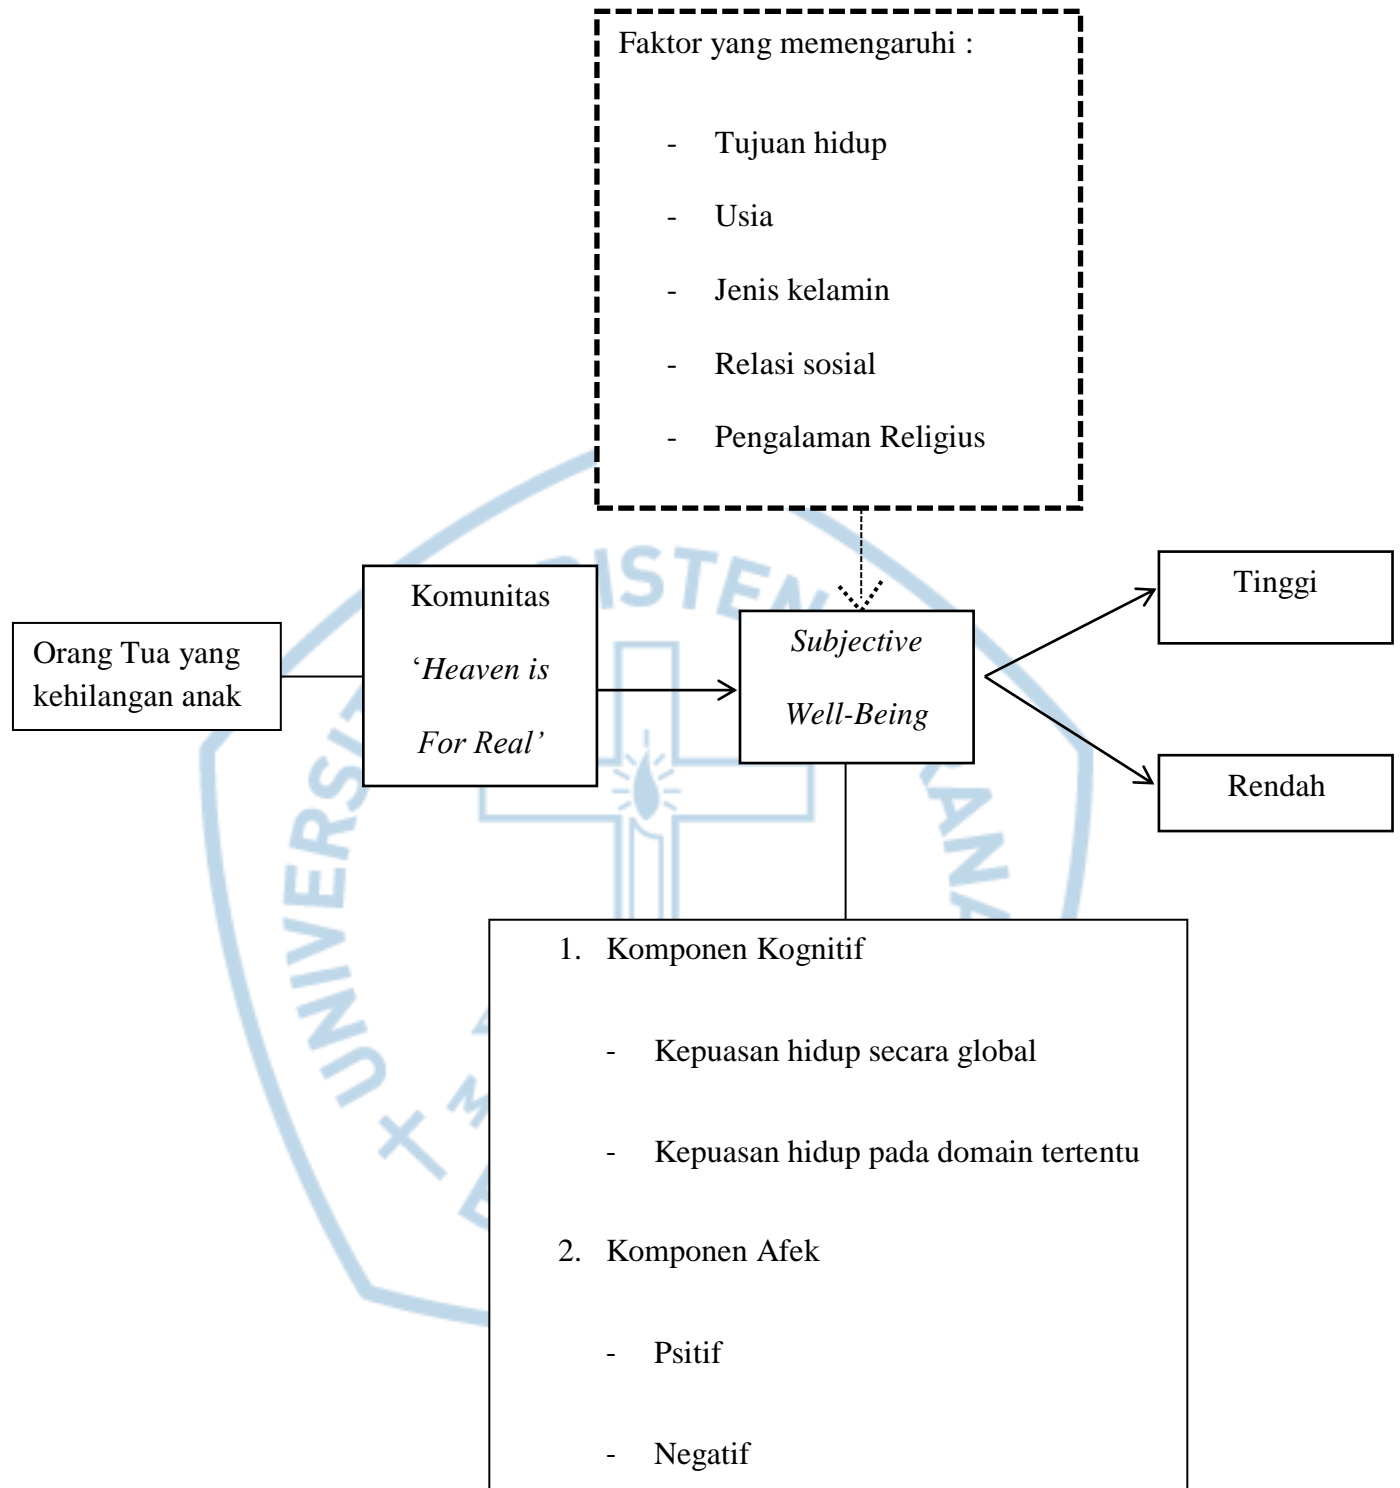 Faktor yang memengaruhi :
- Tujuan hidup
- Usia
- Jenis kelamin
- Relasi sosial
- Pengalaman Religius
Orang Tua yang
kehilangan anak
Komunitas
‘Heaven is
For Real’
Subjective
Well-Being
Tinggi
Rendah
1. Komponen Kognitif
- Kepuasan hidup secara global
- Kepuasan hidup pada domain tertentu
2. Komponen Afek
- Psitif
- Negatif